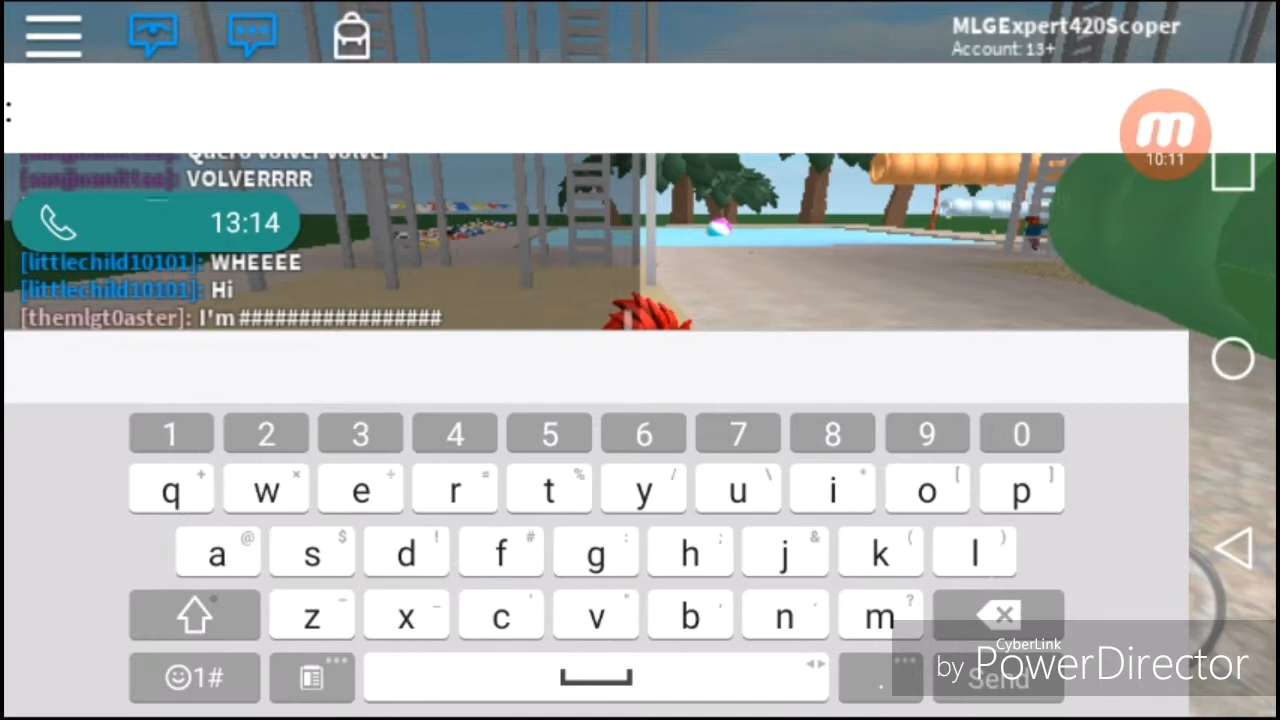 MLGExpert420Scoper
Account: 13+
:
10:11
VOLVERRRR
13:14
[littlechild10101]: WHEEEE
[littlechild10101]: Hi
[themlgt0aster]: I'm #################
1 2 3 4 5 6 7 8 9 0
q + w × e ÷ r = t % y / u \ i * o [ p ]
a @ s $ d ! f # g : h ; j & k ( l )
z x c v b n m ?
1# . Send
CyberLink
by PowerDirector